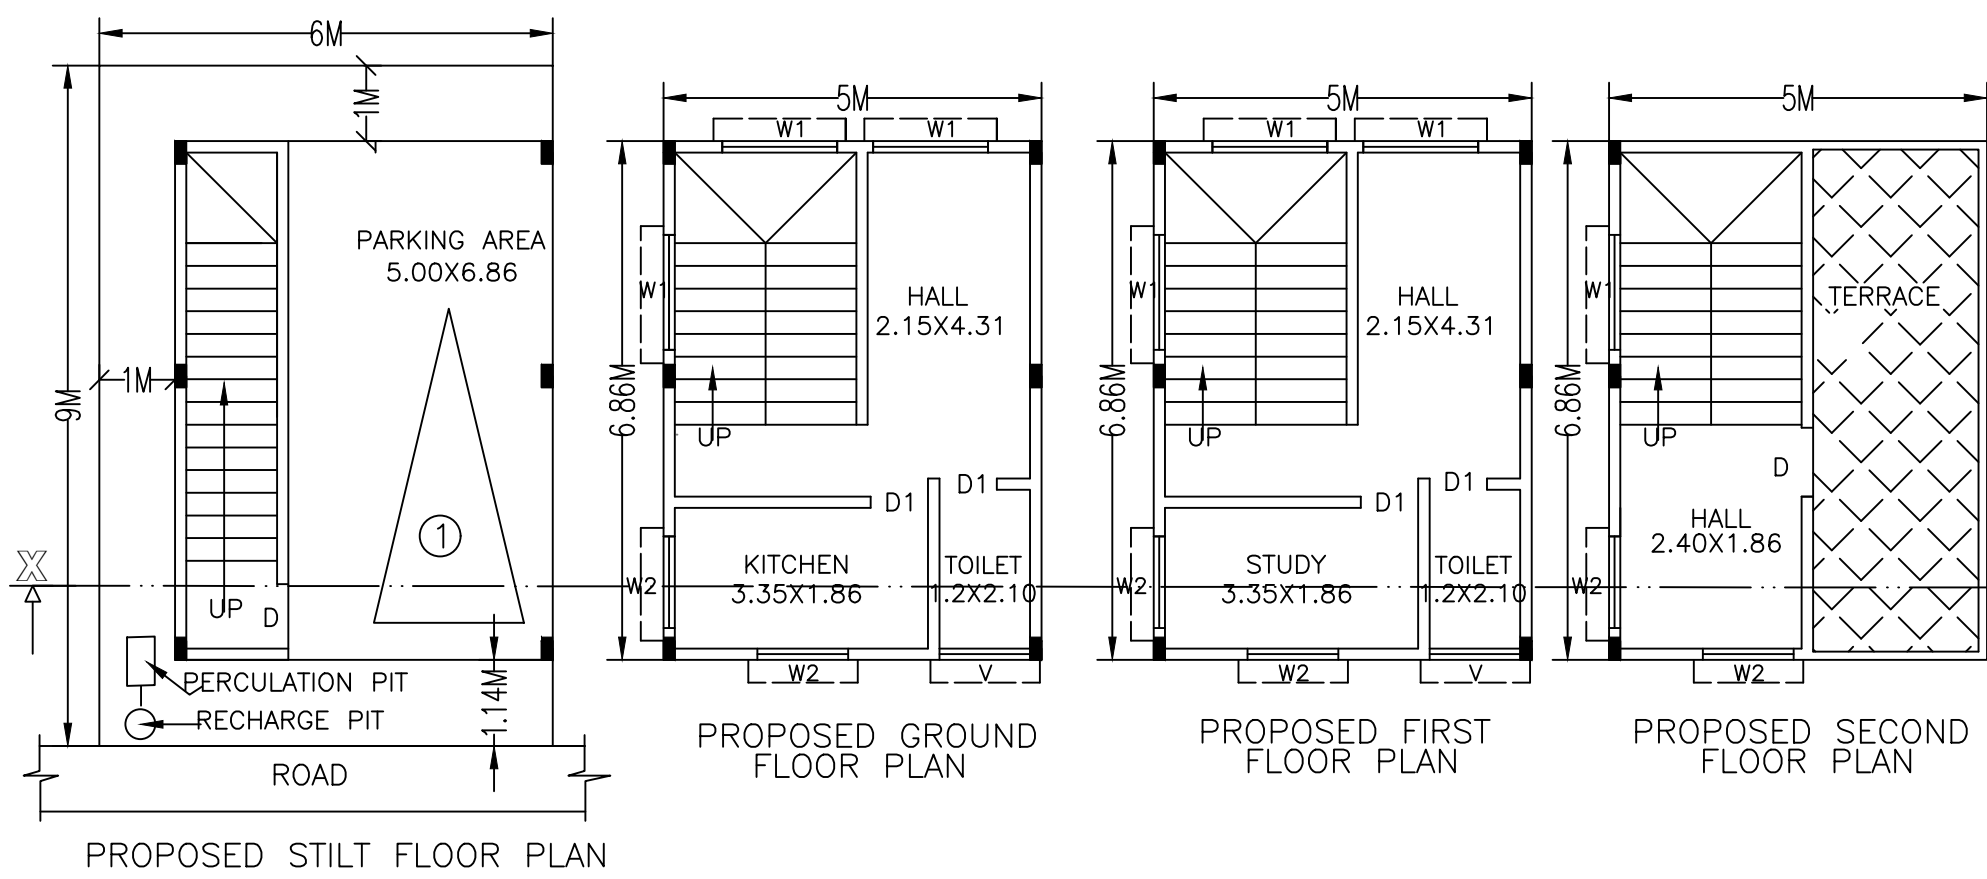 6M
1M
9M
1M
PARKING AREA
5.00X6.86
1
X
UP
D
PERCULATION PIT
RECHARGE PIT
1.14M
ROAD
PROPOSED STILT FLOOR PLAN
5M
W1
W1
W1
6.86M
HALL
2.15X4.31
UP
D1
D1
KITCHEN
3.35X1.86
TOILET
1.2X2.10
W2
W2
V
PROPOSED GROUND
FLOOR PLAN
5M
W1
W1
W1
6.86M
HALL
2.15X4.31
UP
D1
D1
STUDY
3.35X1.86
TOILET
1.2X2.10
W2
W2
V
PROPOSED FIRST
FLOOR PLAN
5M
W1
6.86M
TERRACE
UP
D
HALL
2.40X1.86
W2
W2
PROPOSED SECOND
FLOOR PLAN